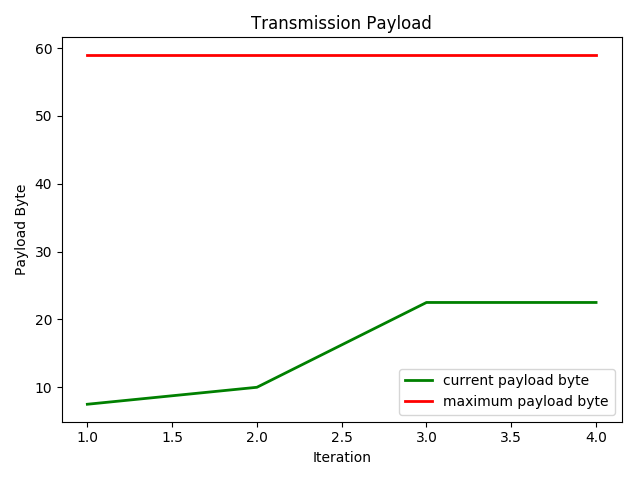 Transmission Payload
60
50
40
30
20
10
Payload Byte
1.0 1.5 2.0 2.5 3.0 3.5 4.0
Iteration
current payload byte
maximum payload byte